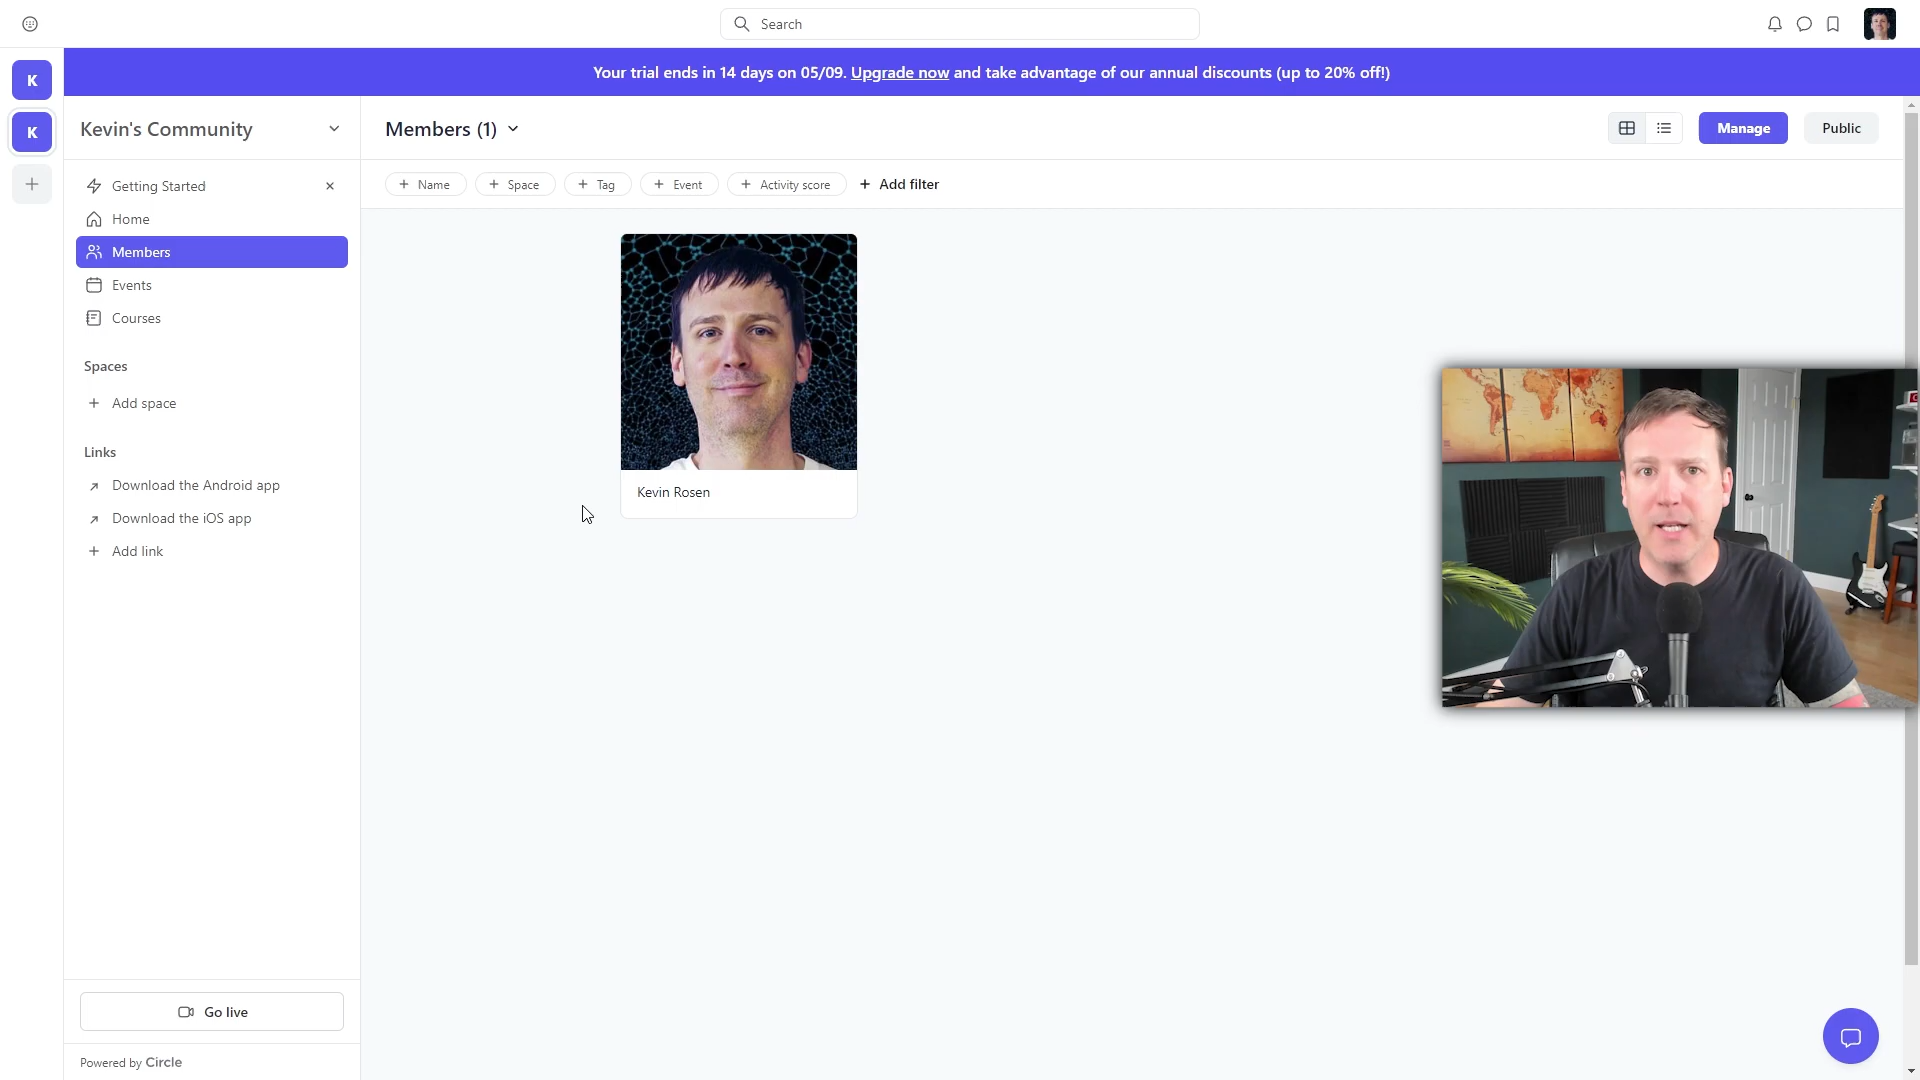 Search
Your trial ends in 14 days on 05/09. Upgrade now and take advantage of our annual discounts (up to 20% off!)
K
K
Kevin's Community
Members (1)
Manage
Public
Getting Started
Name
Space
Tag
Event
Activity score
Add filter
Home
Members
Events
Courses
Spaces
Add space
Links
Download the Android app
Download the iOS app
Add link
Kevin Rosen
Go live
Powered by Circle